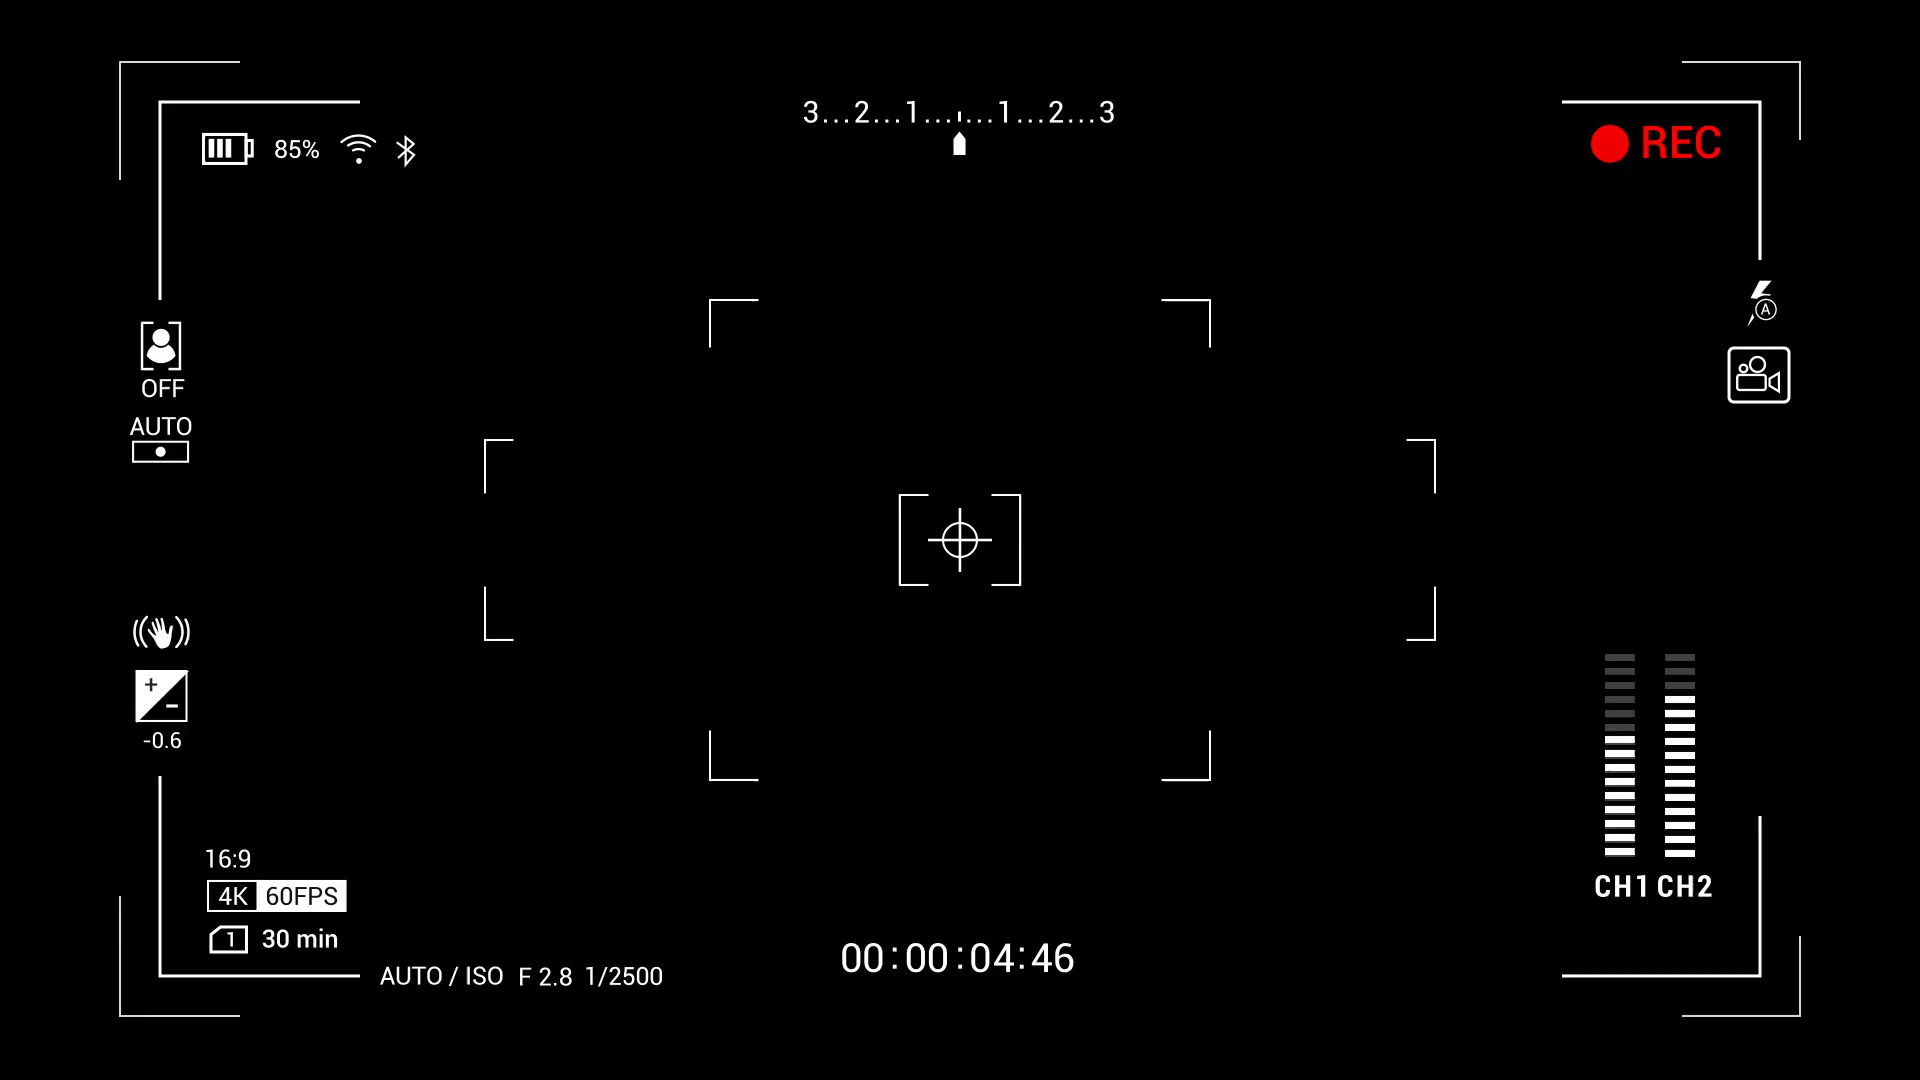 3...2...1.......1...2...3
85%
REC
A
OFF
AUTO
-0.6
16:9
4K 60FPS
1 30 min
CH1 CH2
AUTO / ISO F 2.8 1/2500
00:00:04:46